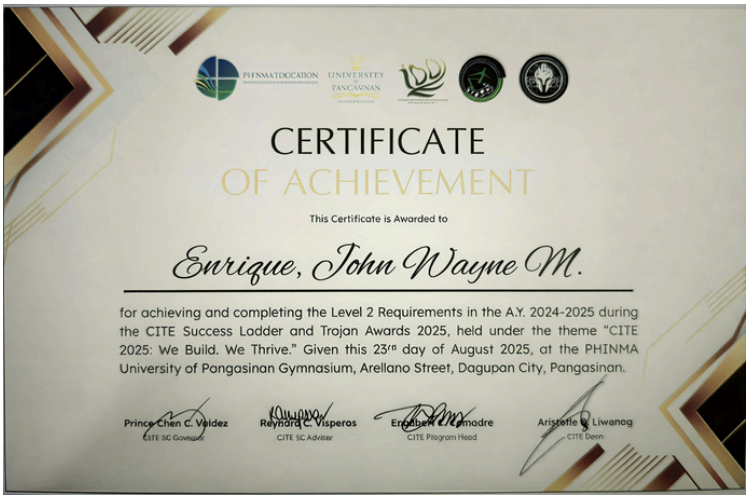 PHINMA EDUCATION
UNIVERSITY
OF
PANGASINAN
CERTIFICATE
OF ACHIEVEMENT
This Certificate is Awarded to
Enrique, John Wayne M.
for achieving and completing the Level 2 Requirements in the A.Y. 2024-2025 during
the CITE Success Ladder and Trojan Awards 2025, held under the theme “CITE
2025: We Build. We Thrive.” Given this 23ʳᵈ day of August 2025, at the PHINMA
University of Pangasinan Gymnasium, Arellano Street, Dagupan City, Pangasinan.
Prince Chen C. Valdez Reynard C. Visperas Aristotle Liwanag
CITE SC Governor CITE SC Adviser CITE Program Head CITE Dean